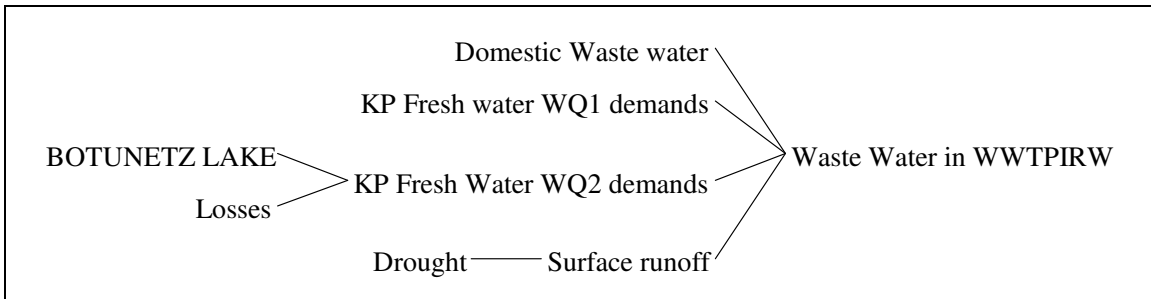 Domestic Waste water
KP Fresh water WQ1 demands
BOTUNETZ LAKE
Waste Water in WWTPIRW
KP Fresh Water WQ2 demands
Losses
Drought
Surface runoff